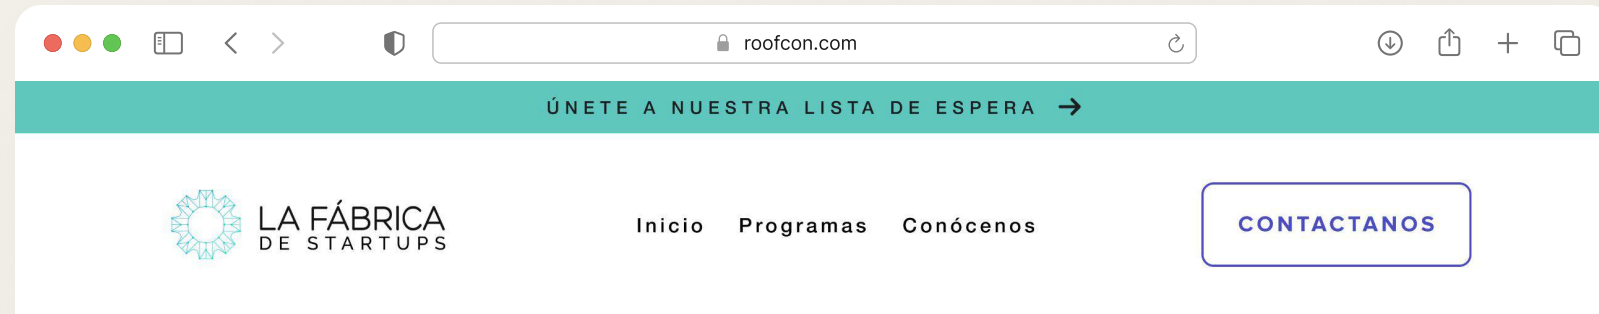 roofcon.com
ÚNETE A NUESTRA LISTA DE ESPERA →
LA FÁBRICA
DE STARTUPS
Inicio Programas Conócenos
CONTACTANOS